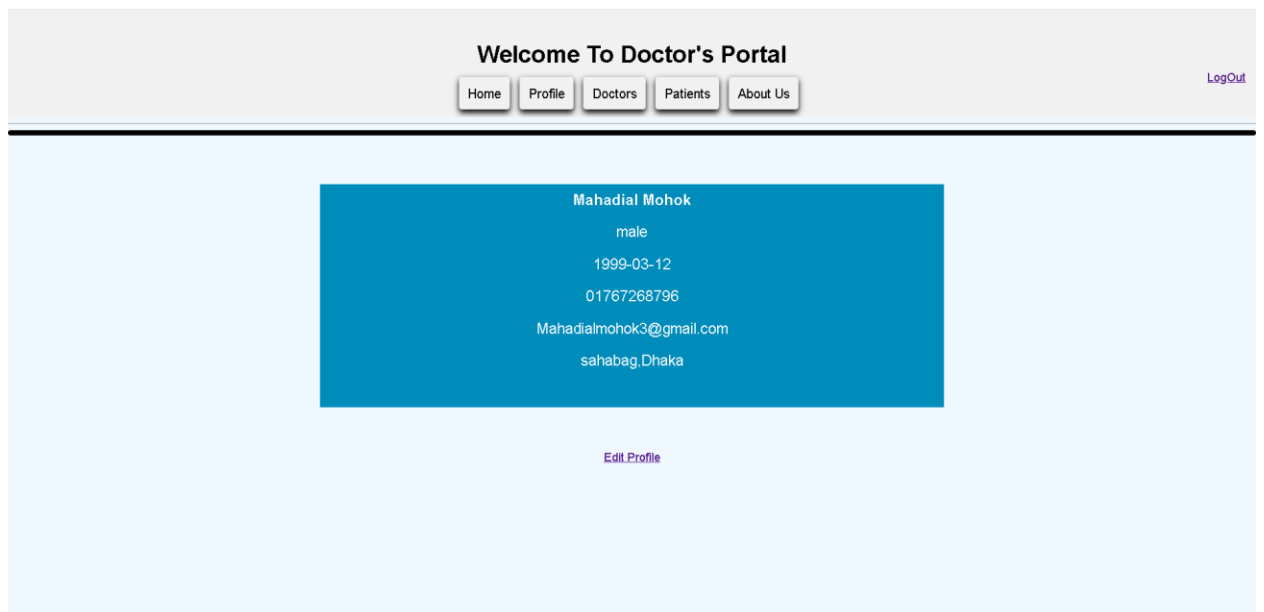 Welcome To Doctor's Portal
LogOut
Home Profile Doctors Patients About Us
Mahadial Mohok
male
1999-03-12
01767268796
Mahadialmohok3@gmail.com
sahabag,Dhaka
Edit Profile